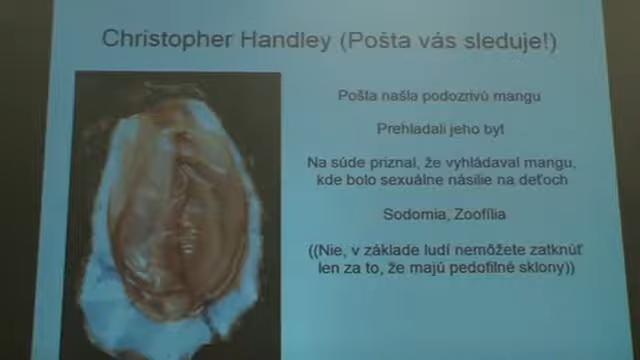 Christopher Handley (Pošta vás sleduje!)
Pošta našla podozrivú mangu
Prehľadali jeho byt
Na súde priznal, že vyhľadával mangu,
kde bolo sexuálne násilie na deťoch
Sodomia, Zoofília
((Nie, v základe ludí nemôžete zatknúť
len za to, že majú pedofilné sklony))